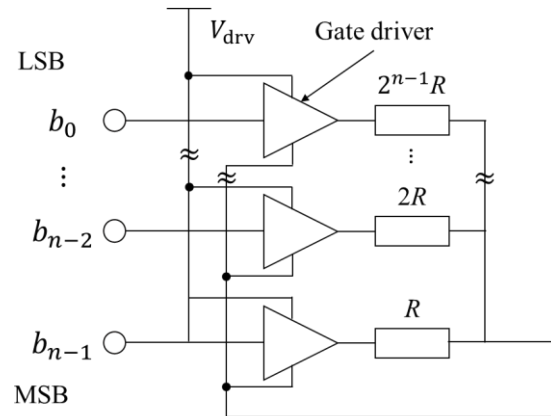 V_drv
Gate driver
LSB
2^{n-1}R
b_0
⋮
...
2R
b_{n-2}
R
b_{n-1}
MSB